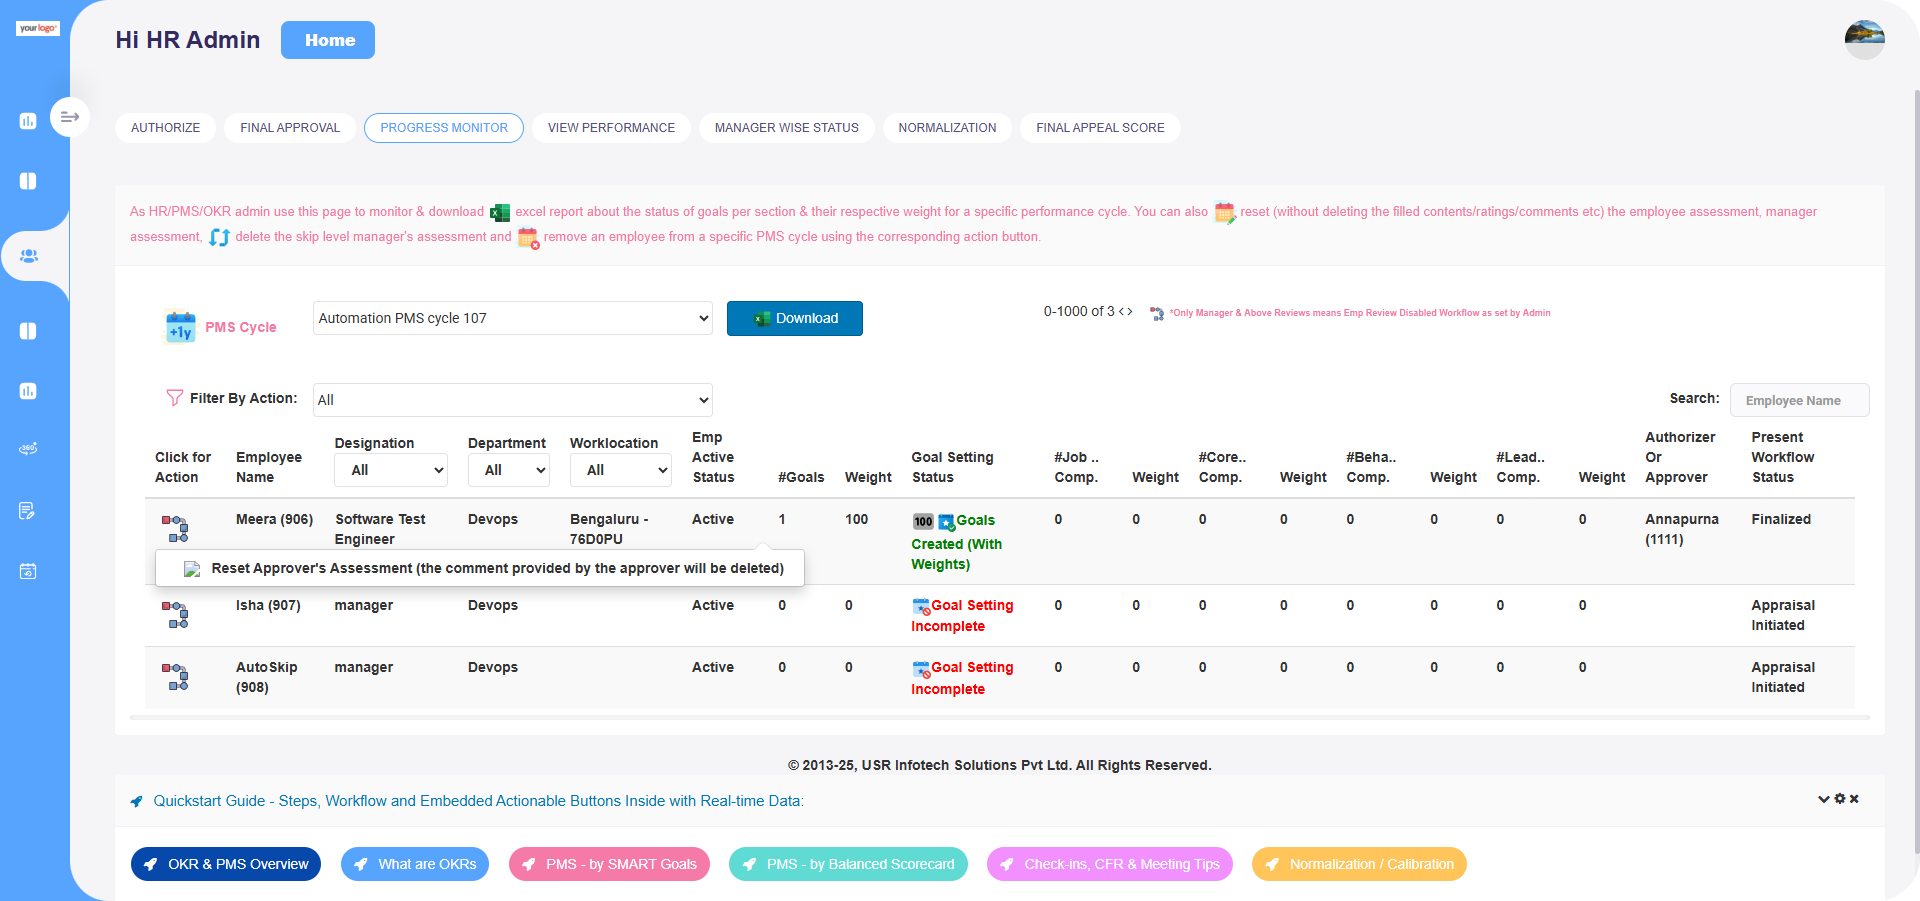 yourlogo
Hi HR Admin
Home
AUTHORIZE
FINAL APPROVAL
PROGRESS MONITOR
VIEW PERFORMANCE
MANAGER WISE STATUS
NORMALIZATION
FINAL APPEAL SCORE
As HR/PMS/OKR admin use this page to monitor & download excel report about the status of goals per section & their respective weight for a specific performance cycle. You can also reset (without deleting the filled contents/ratings/comments etc) the employee assessment, manager
assessment, delete the skip level manager's assessment and remove an employee from a specific PMS cycle using the corresponding action button.
+1y PMS Cycle
Automation PMS cycle 107
Download
0-1000 of 3 < >
*Only Manager & Above Reviews means Emp Review Disabled Workflow as set by Admin
Filter By Action:
All
Search:
Employee Name
Click for Action
Employee Name
Designation
All
Department
All
Worklocation
All
Emp Active Status
#Goals
Weight
Goal Setting Status
#Job .. Comp.
Weight
#Core.. Comp.
Weight
#Beha.. Comp.
Weight
#Lead.. Comp.
Weight
Authorizer Or Approver
Present Workflow Status
Meera (906) Software Test Engineer Devops Bengaluru - 76D0PU Active 1 100 100 Goals Created (With Weights) 0 0 0 0 0 0 0 0 Annapurna (1111) Finalized
Reset Approver's Assessment (the comment provided by the approver will be deleted)
Isha (907) manager Devops Active 0 0 Goal Setting Incomplete 0 0 0 0 0 0 0 0 Appraisal Initiated
AutoSkip (908) manager Devops Active 0 0 Goal Setting Incomplete 0 0 0 0 0 0 0 0 Appraisal Initiated
360°
© 2013-25, USR Infotech Solutions Pvt Ltd. All Rights Reserved.
Quickstart Guide - Steps, Workflow and Embedded Actionable Buttons Inside with Real-time Data:
OKR & PMS Overview
What are OKRs
PMS - by SMART Goals
PMS - by Balanced Scorecard
Check-ins, CFR & Meeting Tips
Normalization / Calibration